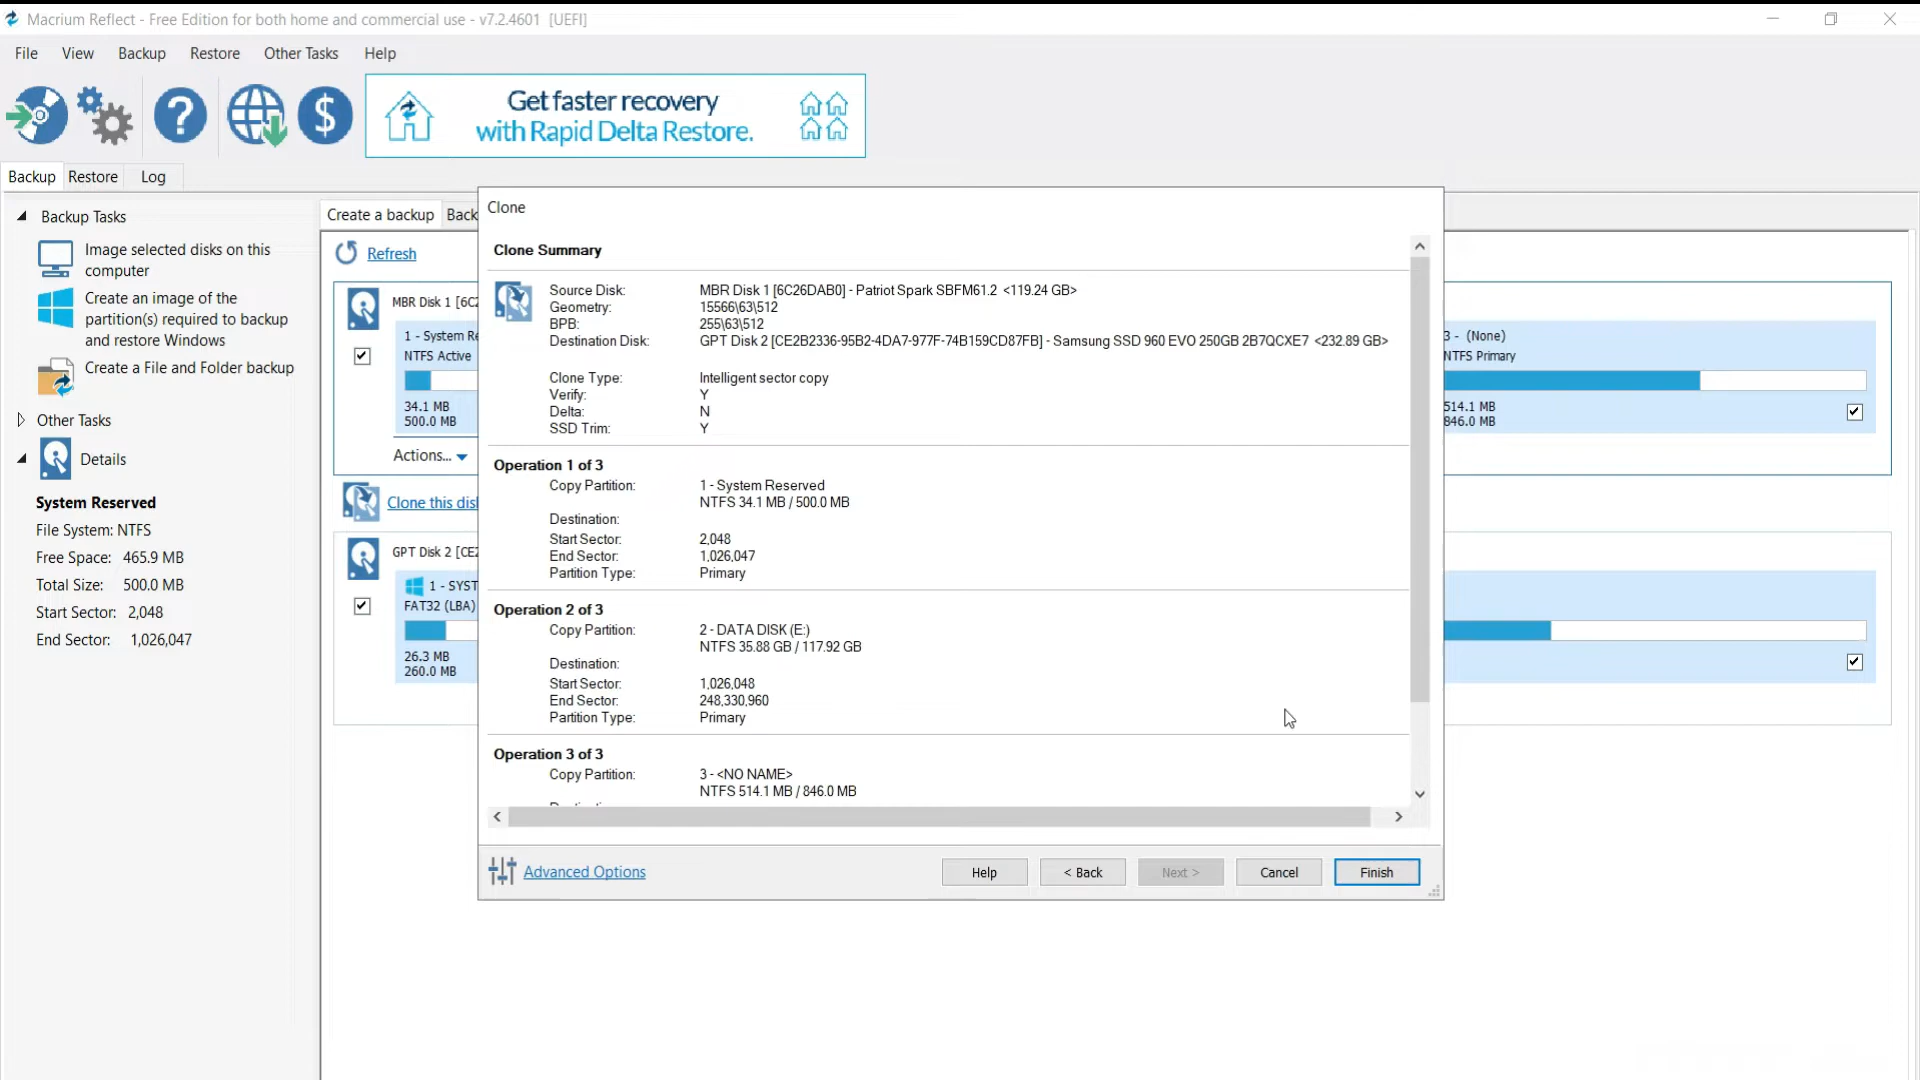 Macrium Reflect - Free Edition for both home and commercial use - v7.2.4601 [UEFI]
File View Backup Restore Other Tasks Help
Get faster recovery
with Rapid Delta Restore.
Backup Restore Log
Backup Tasks
Image selected disks on this
computer
Create an image of the
partition(s) required to backup
and restore Windows
Create a File and Folder backup
Other Tasks
Details
System Reserved
File System: NTFS
Free Space: 465.9 MB
Total Size: 500.0 MB
Start Sector: 2,048
End Sector: 1,026,047
Create a backup Back
Refresh
MBR Disk 1 [6C2
1 - System Re
NTFS Active
34.1 MB
500.0 MB
Actions...
Clone this dis
GPT Disk 2 [CE2
1 - SYST
FAT32 (LBA)
26.3 MB
260.0 MB
Clone
Clone Summary
Source Disk: MBR Disk 1 [6C26DAB0] - Patriot Spark SBFM61.2 <119.24 GB>
Geometry: 15566\63\512
BPB: 255\63\512
Destination Disk: GPT Disk 2 [CE2B2336-95B2-4DA7-977F-74B159CD87FB] - Samsung SSD 960 EVO 250GB 2B7QCXE7 <232.89 GB>
Clone Type: Intelligent sector copy
Verify: Y
Delta: N
SSD Trim: Y
Operation 1 of 3
Copy Partition: 1 - System Reserved
NTFS 34.1 MB / 500.0 MB
Destination:
Start Sector: 2,048
End Sector: 1,026,047
Partition Type: Primary
Operation 2 of 3
Copy Partition: 2 - DATA DISK (E:)
NTFS 35.88 GB / 117.92 GB
Destination:
Start Sector: 1,026,048
End Sector: 248,330,960
Partition Type: Primary
Operation 3 of 3
Copy Partition: 3 - <NO NAME>
NTFS 514.1 MB / 846.0 MB
Advanced Options
Help < Back Next > Cancel Finish
3 - (None)
NTFS Primary
514.1 MB
846.0 MB